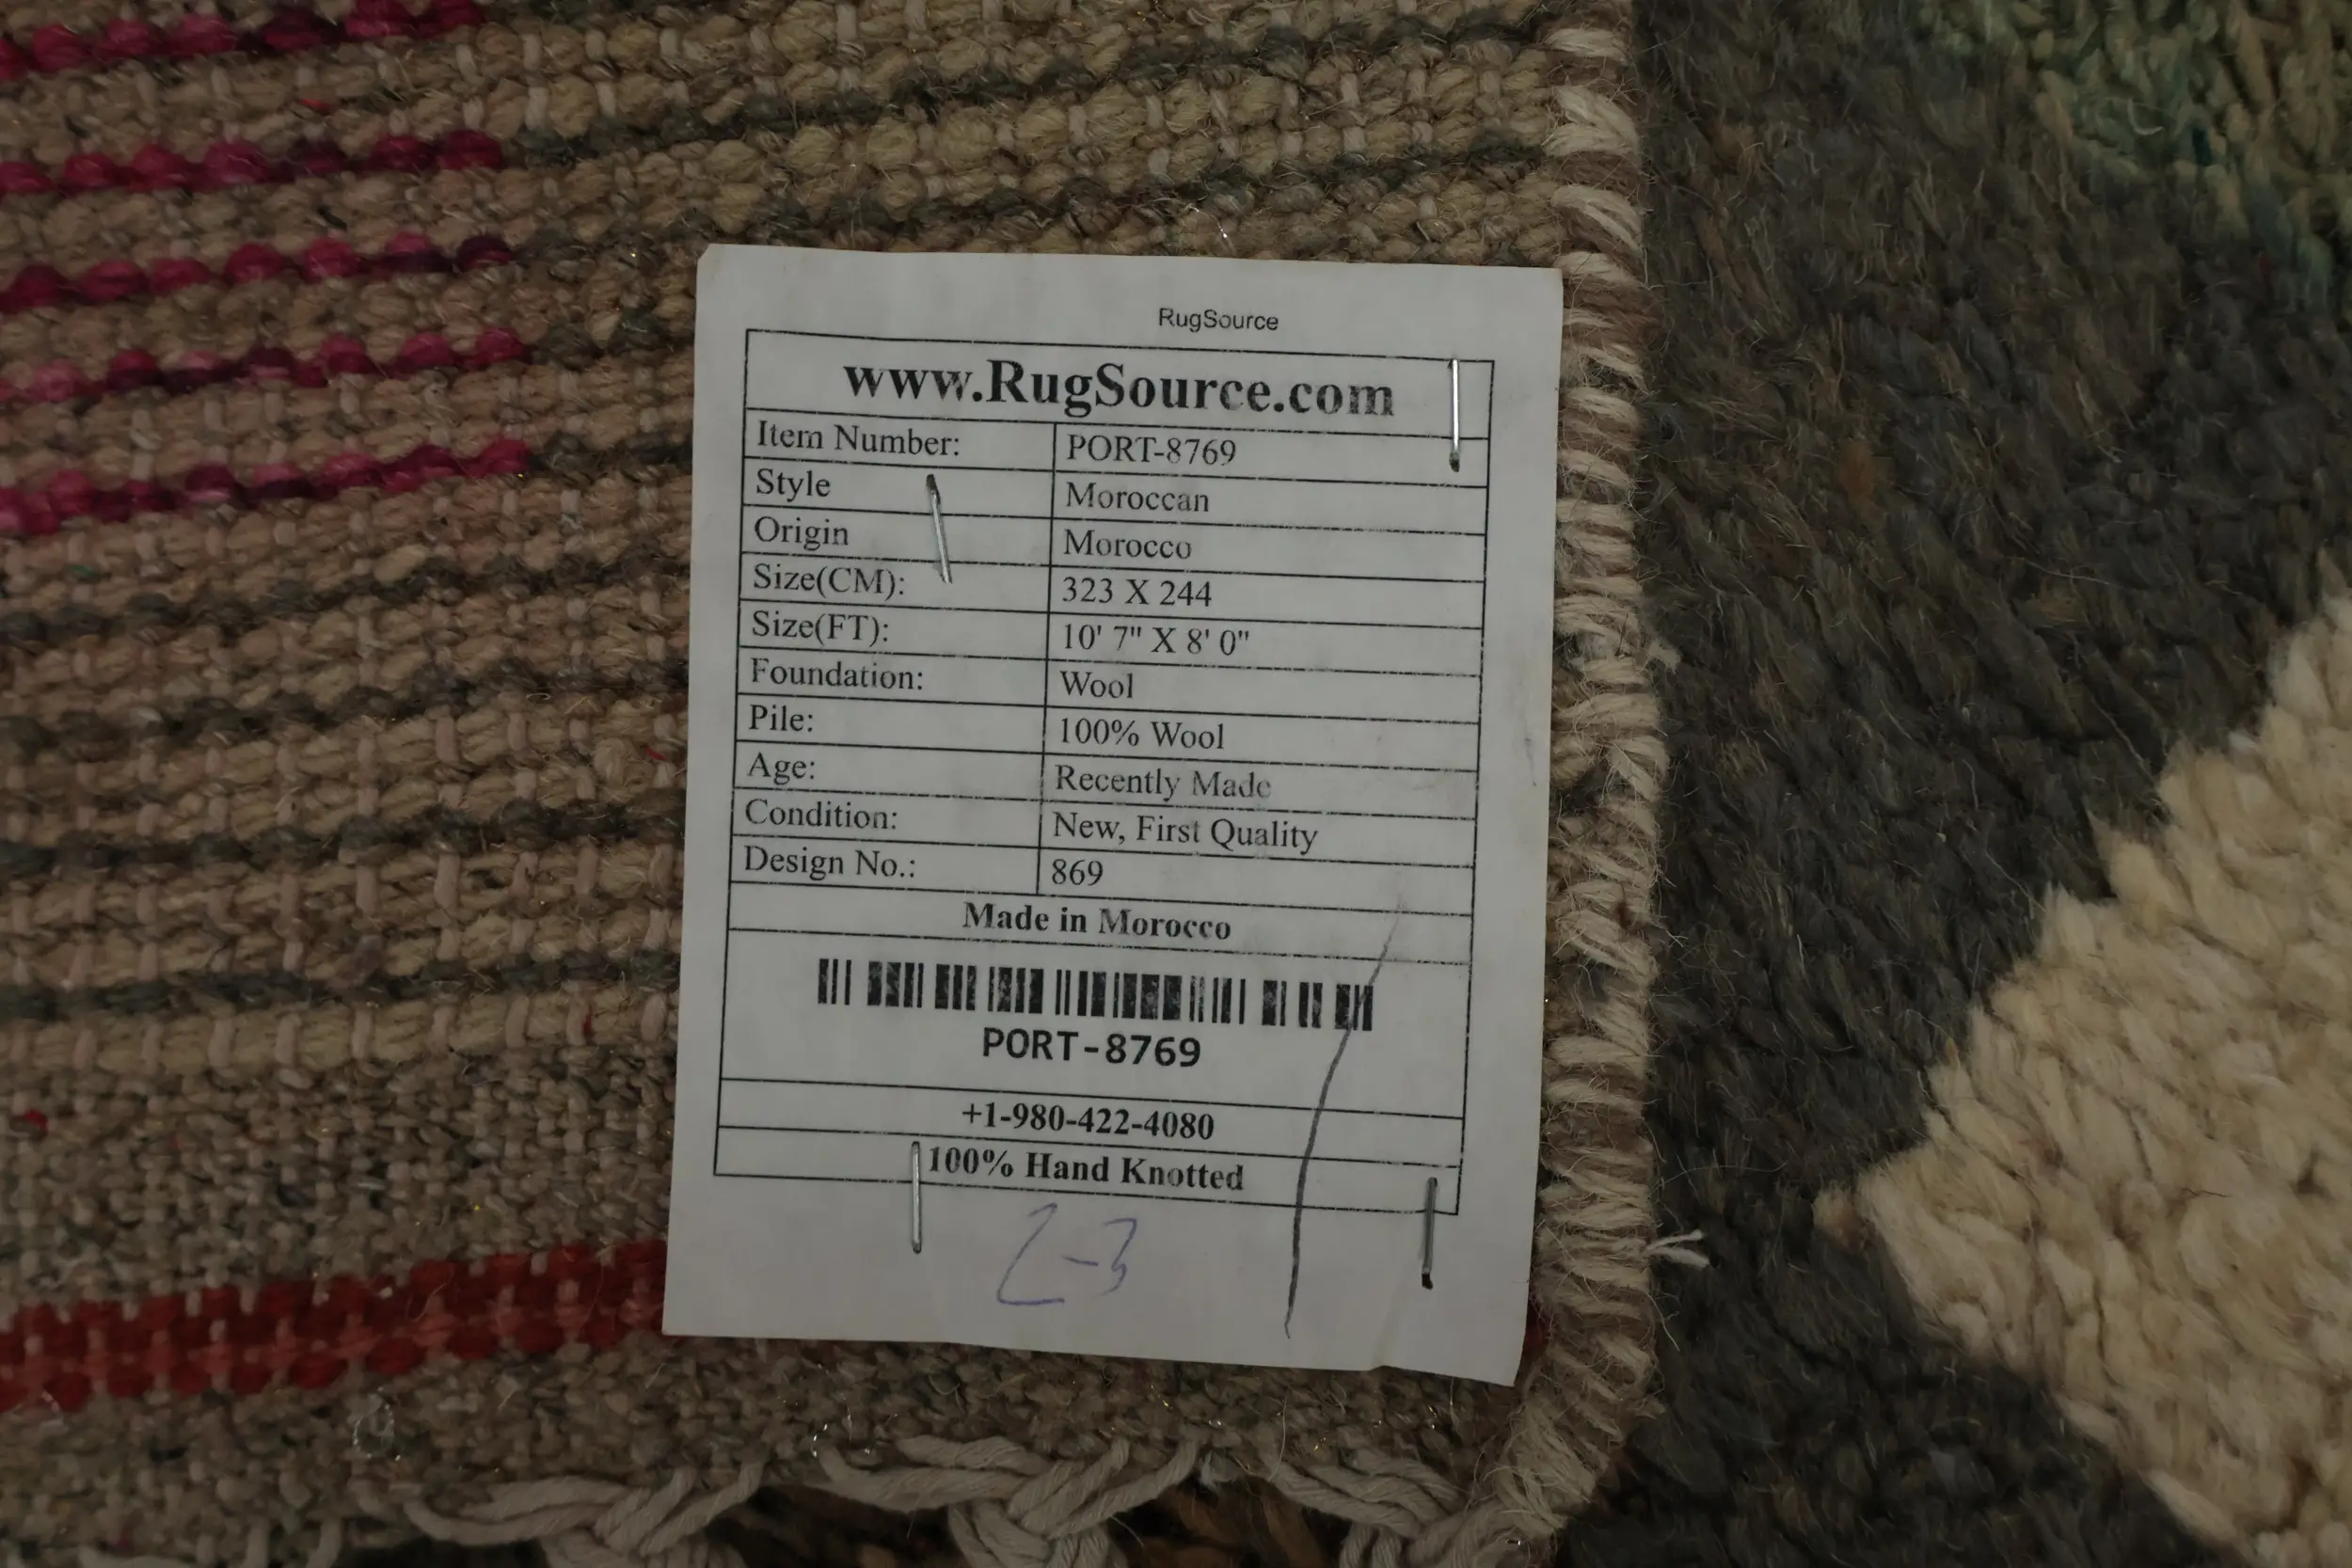 RugSource
www.RugSource.com
Item Number: PORT-8769
Style Moroccan
Origin Morocco
Size(CM): 323 X 244
Size(FT): 10' 7" X 8' 0"
Foundation: Wool
Pile: 100% Wool
Age: Recently Made
Condition: New, First Quality
Design No.: 869
Made in Morocco
PORT-8769
+1-980-422-4080
100% Hand Knotted
2-3